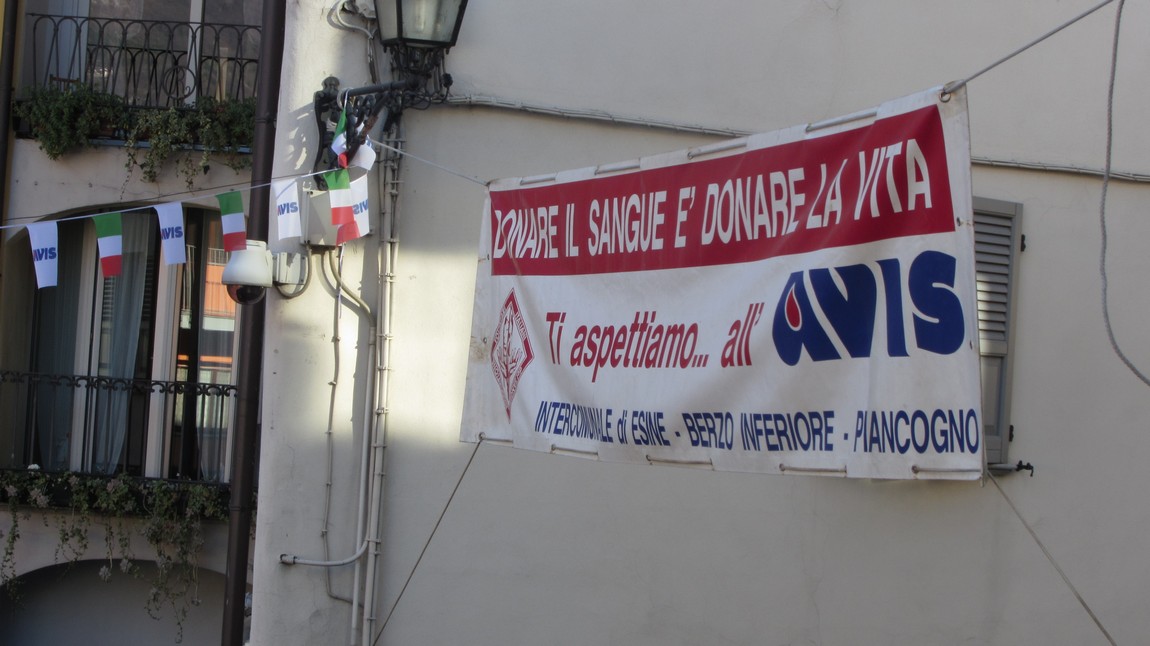 DONARE IL SANGUE E' DONARE LA VITA
Ti aspettiamo... all' AVIS
INTERCOMUNALE di ESINE - BERZO INFERIORE - PIANCOGNO
AVIS
AVIS
AVIS
AVIS